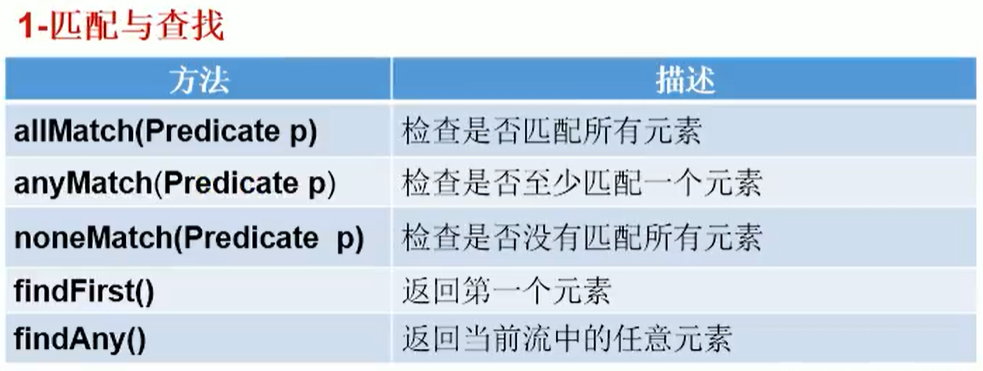 1-匹配与查找
方法 描述
allMatch(Predicate p) 检查是否匹配所有元素
anyMatch(Predicate p) 检查是否至少匹配一个元素
noneMatch(Predicate  p) 检查是否没有匹配所有元素
findFirst() 返回第一个元素
findAny() 返回当前流中的任意元素